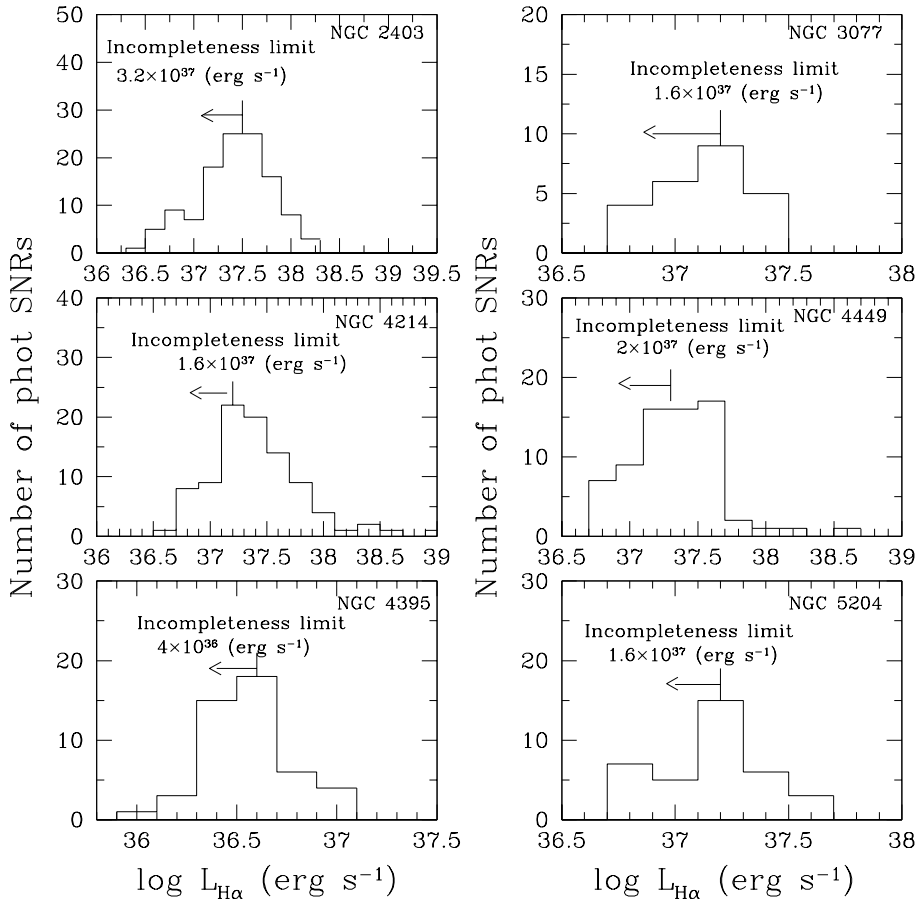 50
40
30
20
10
0
NGC 2403
Incompleteness limit
3.2×10³⁷ (erg s⁻¹)
36 36.5 37 37.5 38 38.5 39 39.5
20
15
10
5
0
NGC 3077
Incompleteness limit
1.6×10³⁷ (erg s⁻¹)
36.5 37 37.5 38
Number of phot SNRs
40
30
20
10
0
NGC 4214
Incompleteness limit
1.6×10³⁷ (erg s⁻¹)
36 36.5 37 37.5 38 38.5 39
Number of phot SNRs
30
20
10
0
NGC 4449
Incompleteness limit
2×10³⁷ (erg s⁻¹)
36.5 37 37.5 38 38.5 39
30
20
10
0
NGC 4395
Incompleteness limit
4×10³⁶ (erg s⁻¹)
36 36.5 37 37.5
log L_Hα (erg s⁻¹)
30
20
10
0
NGC 5204
Incompleteness limit
1.6×10³⁷ (erg s⁻¹)
36.5 37 37.5 38
log L_Hα (erg s⁻¹)